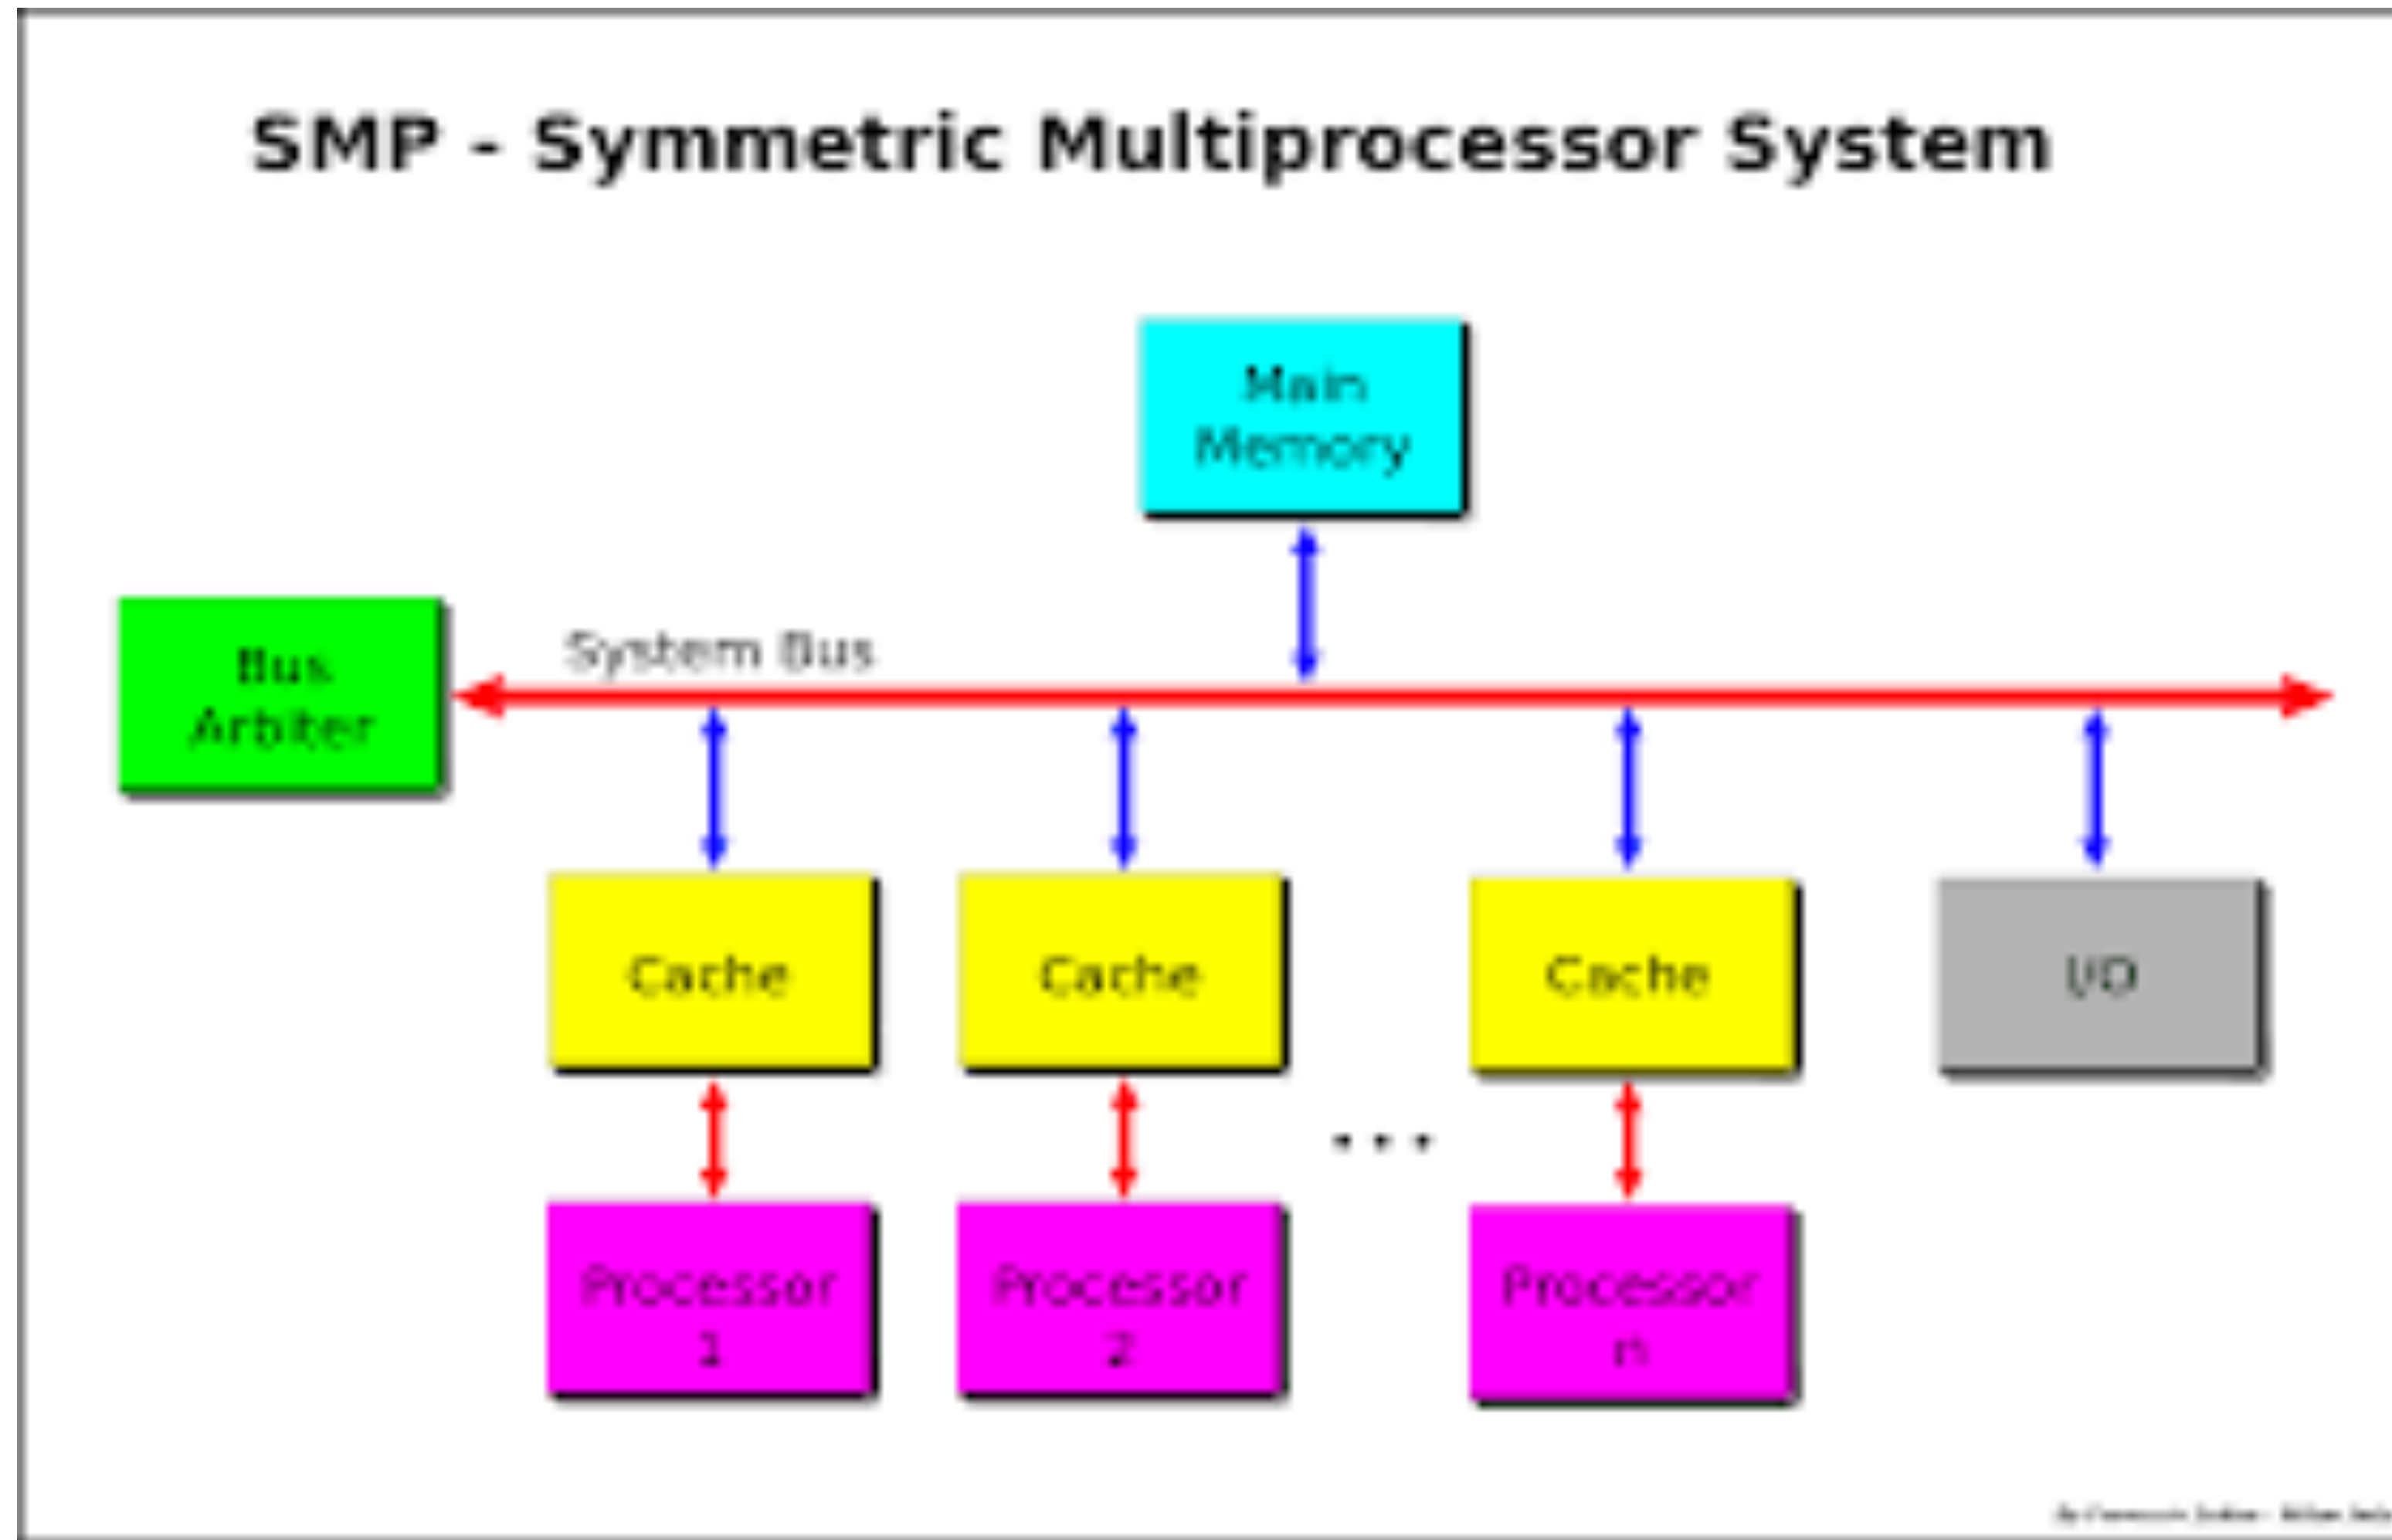 SMP - Symmetric Multiprocessor System
Main
Memory
Bus
Arbiter
System Bus
Cache
Cache
Cache
I/O
...
Processor
1
Processor
2
Processor
n